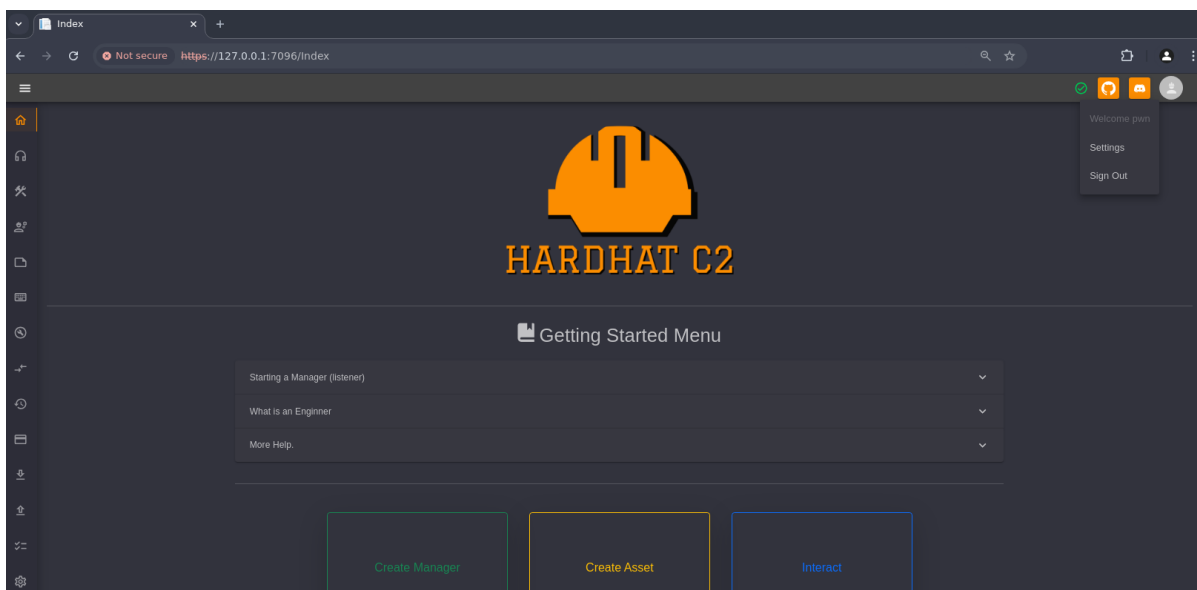 Index
Not secure https://127.0.0.1:7096/Index
Welcome pwn
Settings
Sign Out
HARDHAT C2
Getting Started Menu
Starting a Manager (listener)
What is an Enginner
More Help.
Create Manager Create Asset Interact